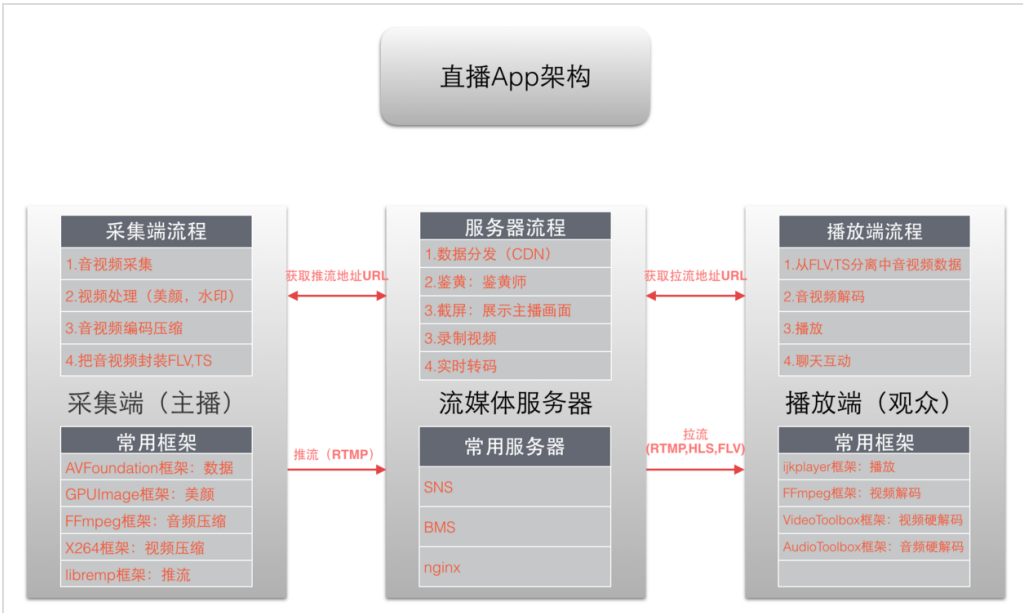 直播App架构
采集端流程
1.音视频采集
2.视频处理（美颜，水印）
3.音视频编码压缩
4.把音视频封装FLV,TS
采集端（主播）
常用框架
AVFoundation框架：数据
GPUImage框架：美颜
FFmpeg框架：音频压缩
X264框架：视频压缩
libremp框架：推流
获取推流地址URL
推流（RTMP）
服务器流程
1.数据分发（CDN）
2.鉴黄：鉴黄师
3.截屏：展示主播画面
3.录制视频
4.实时转码
流媒体服务器
常用服务器
SNS
BMS
nginx
获取拉流地址URL
拉流
(RTMP,HLS,FLV)
播放端流程
1.从FLV,TS分离中音视频数据
2.音视频解码
3.播放
4.聊天互动
播放端（观众）
常用框架
ijkplayer框架：播放
FFmpeg框架：视频解码
VideoToolbox框架：视频硬解码
AudioToolbox框架：音频硬解码